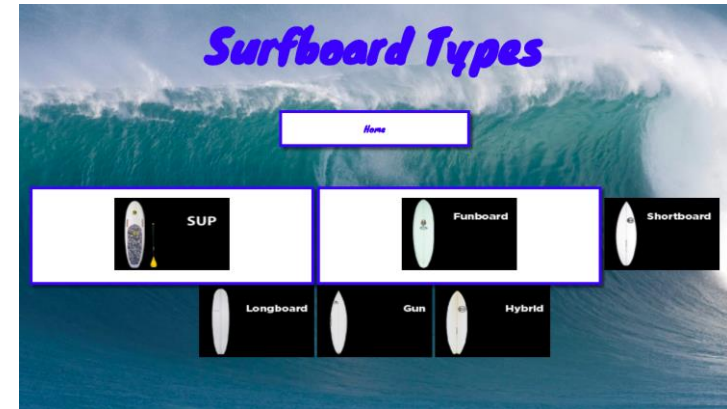 Surfboard Types
Home
SUP
Funboard
Shortboard
Longboard
Gun
Hybrid